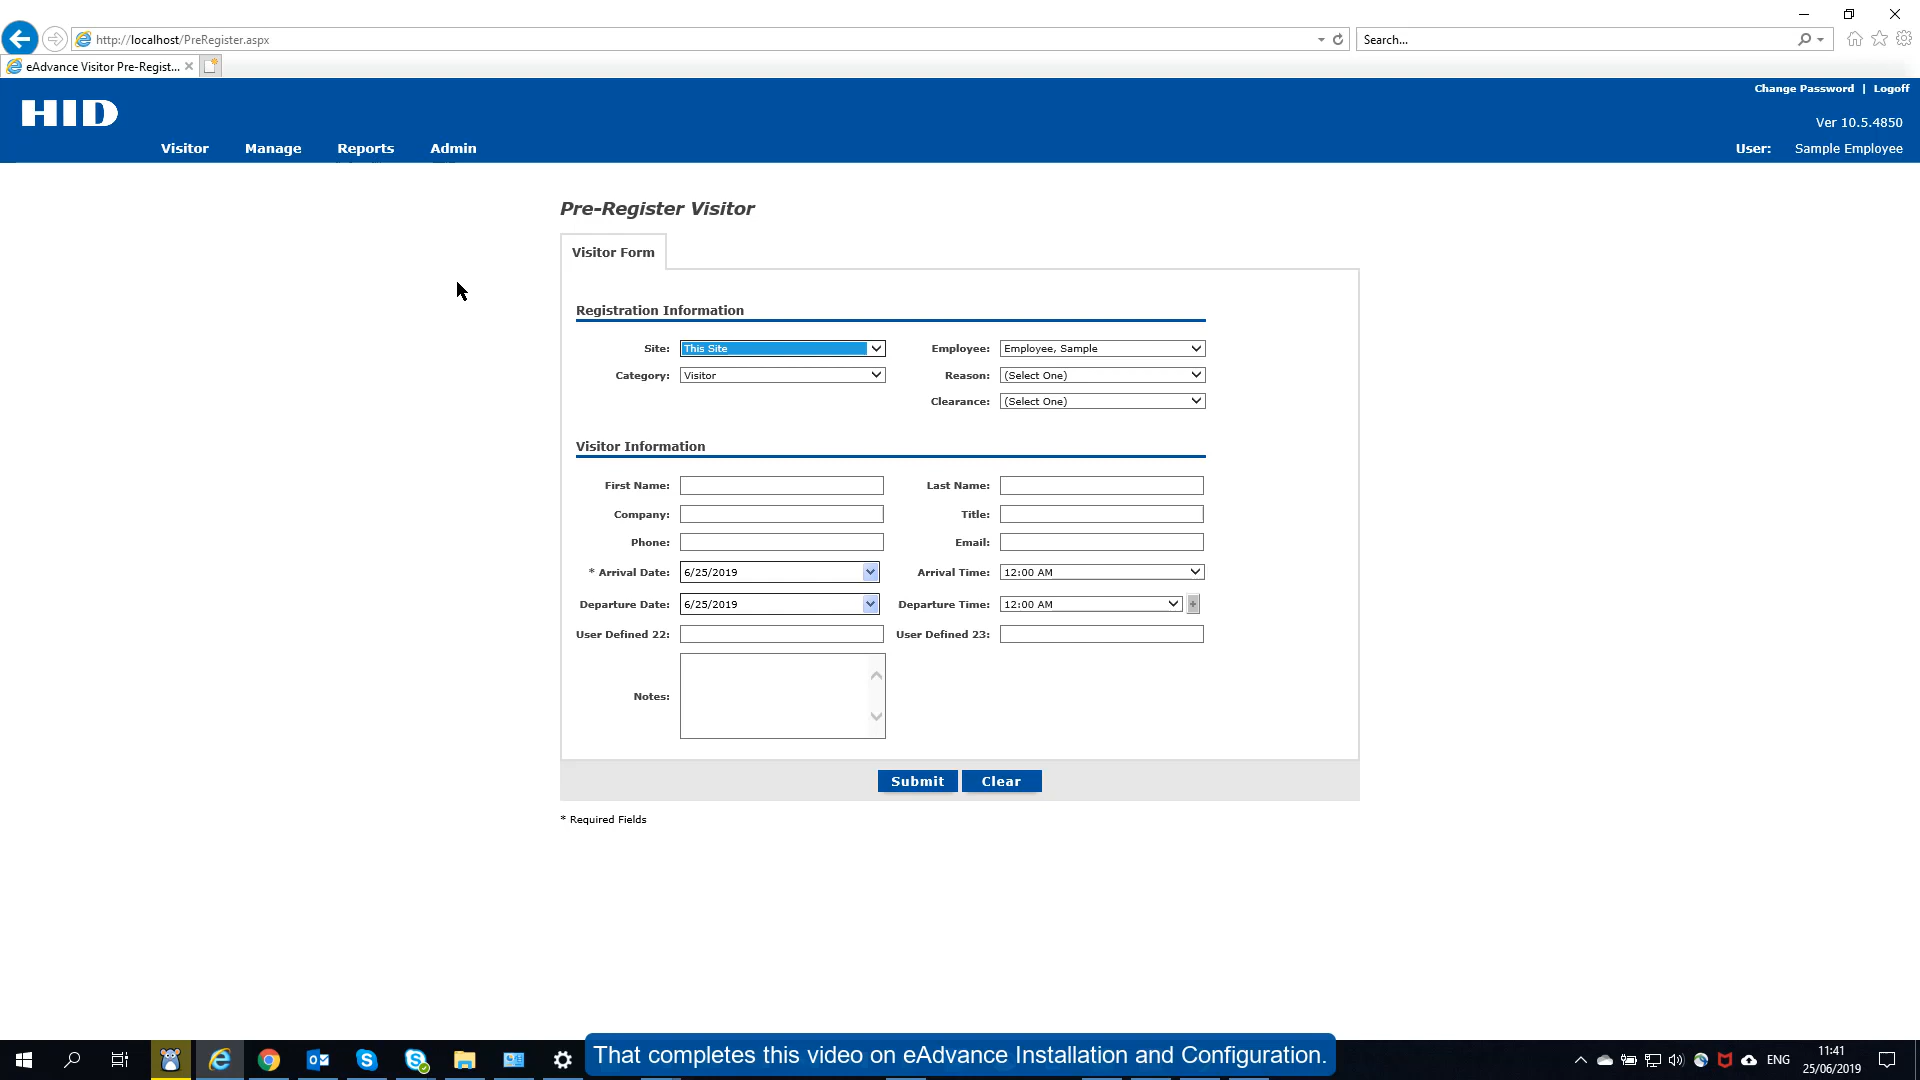 http://localhost/PreRegister.aspx
Search...
eAdvance Visitor Pre-Regist...
Change Password | Logoff
HID
Ver 10.5.4850
Visitor Manage Reports Admin
User: Sample Employee
Pre-Register Visitor
Visitor Form
Registration Information
Site: This Site Employee: Employee, Sample
Category: Visitor Reason: (Select One)
Clearance: (Select One)
Visitor Information
First Name: Last Name:
Company: Title:
Phone: Email:
* Arrival Date: 6/25/2019 Arrival Time: 12:00 AM
Departure Date: 6/25/2019 Departure Time: 12:00 AM +
User Defined 22: User Defined 23:
Notes:
Submit Clear
* Required Fields
That completes this video on eAdvance Installation and Configuration.
ENG
11:41
25/06/2019